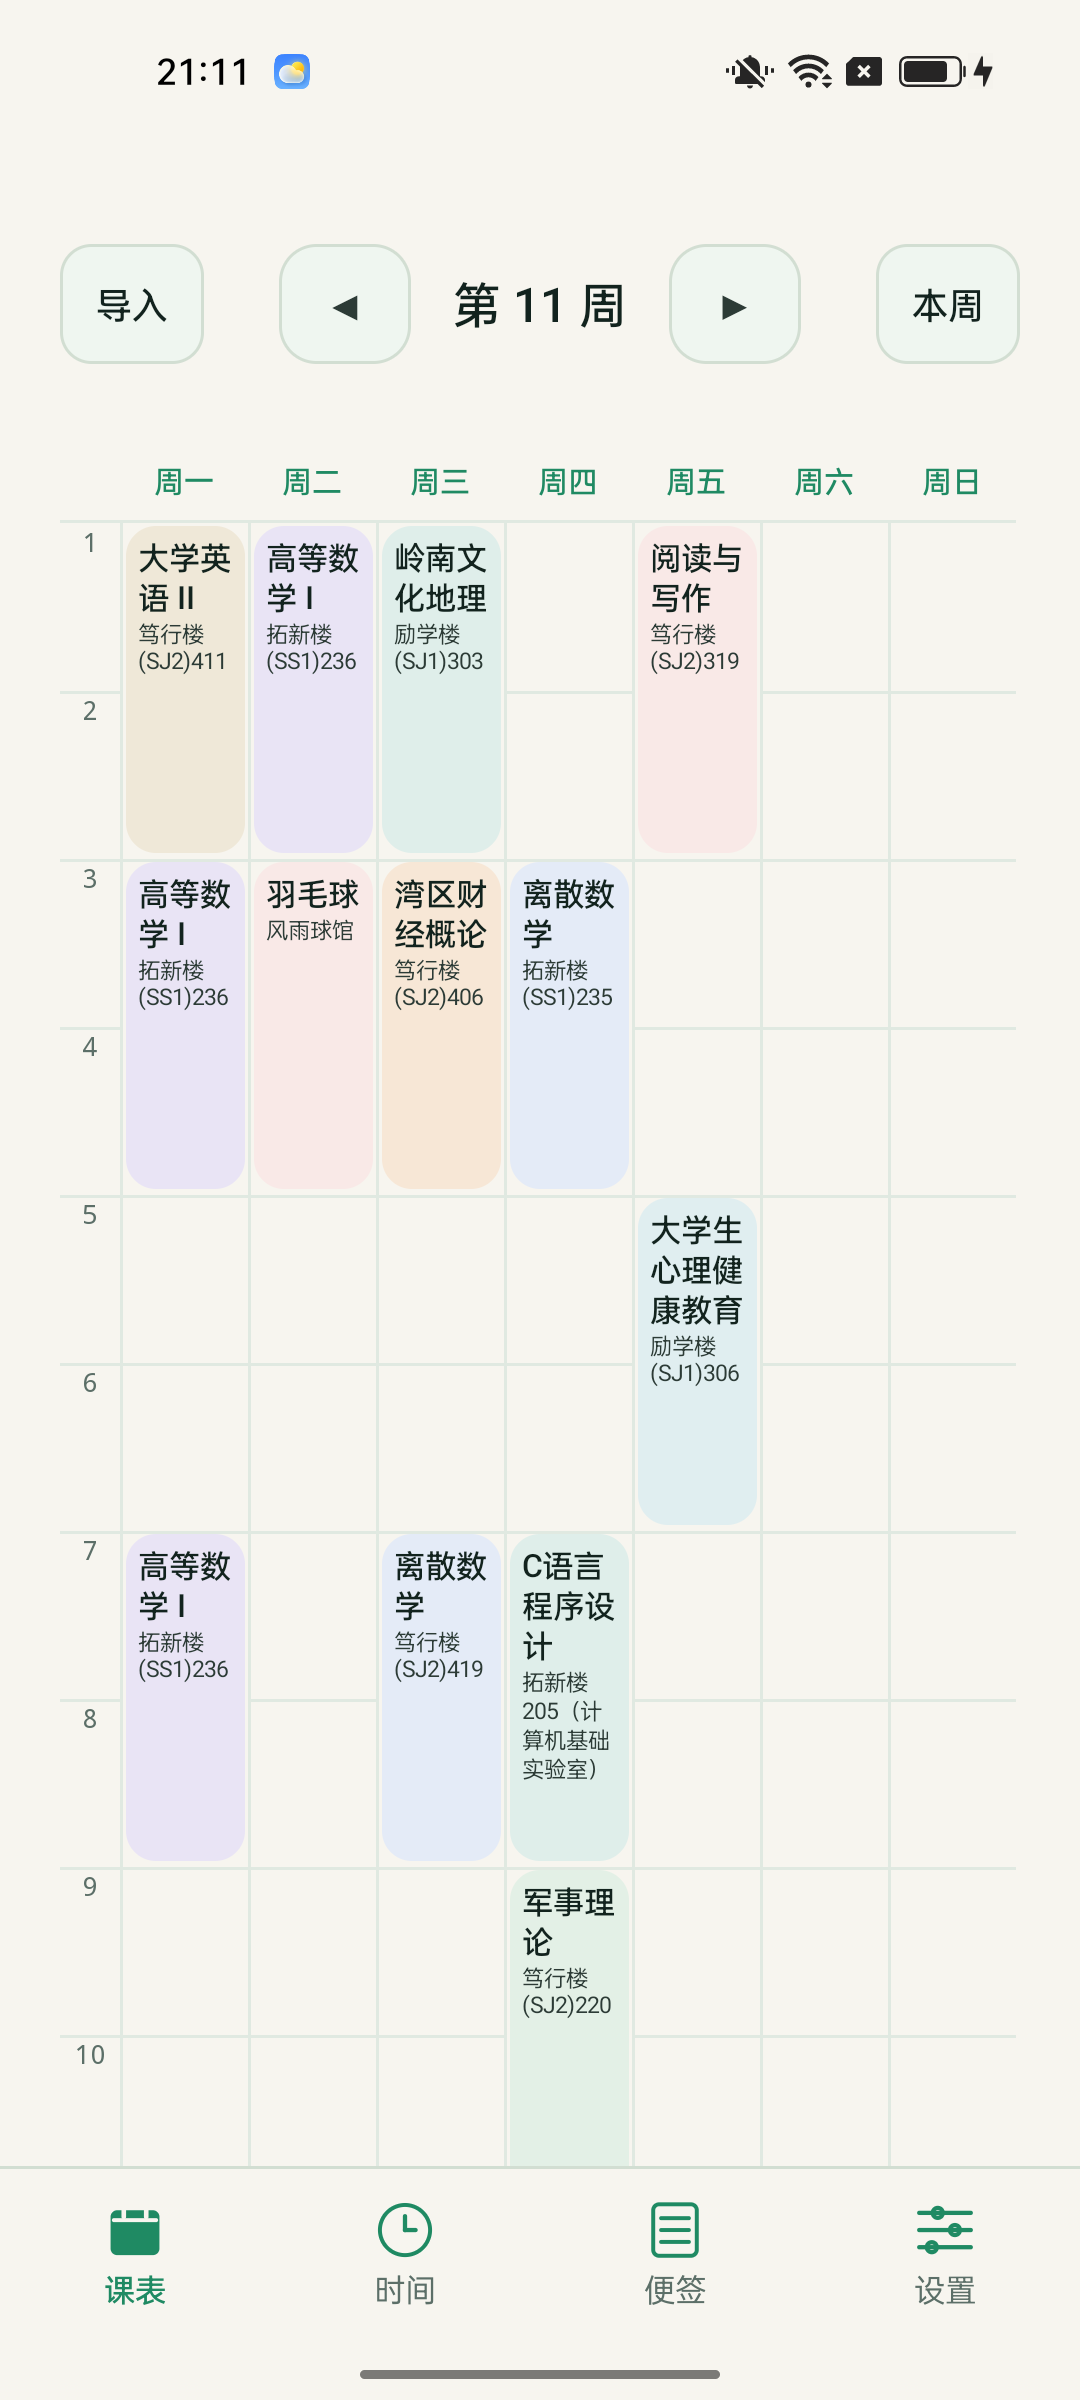 21:11
导入
◀
第 11 周
▶
本周
周一 周二 周三 周四 周五 周六 周日
1
大学英
语 II
笃行楼
(SJ2)411
高等数
学 I
拓新楼
(SS1)236
岭南文
化地理
励学楼
(SJ1)303
阅读与
写作
笃行楼
(SJ2)319
2
3
高等数
学 I
拓新楼
(SS1)236
羽毛球
风雨球馆
湾区财
经概论
笃行楼
(SJ2)406
离散数
学
拓新楼
(SS1)235
4
5
大学生
心理健
康教育
励学楼
(SJ1)306
6
7
高等数
学 I
拓新楼
(SS1)236
离散数
学
笃行楼
(SJ2)419
C语言
程序设
计
拓新楼
205（计
算机基础
实验室）
8
9
军事理
论
笃行楼
(SJ2)220
10
课表
时间
便签
设置